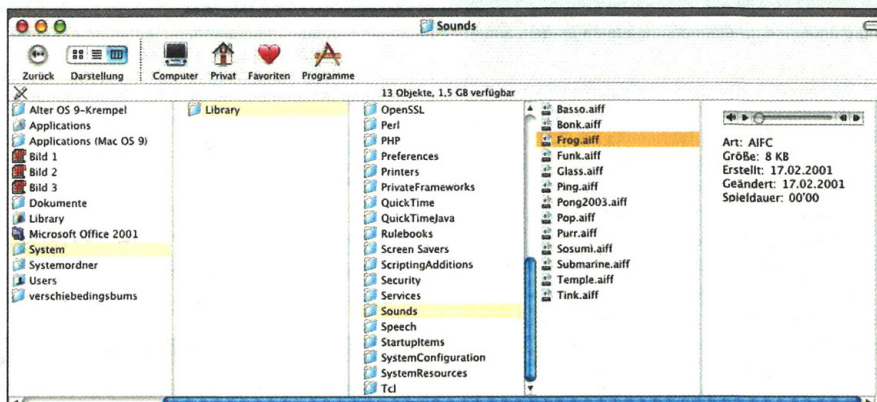 Sounds
Zurück Darstellung Computer Privat Favoriten Programme
13 Objekte, 1,5 GB verfügbar
Alter OS 9-Krempel
Applications
Applications (Mac OS 9)
Bild 1
Bild 2
Bild 3
Dokumente
Library
Microsoft Office 2001
System
Systemordner
Users
verschiebedingsbums
Library
OpenSSL
Perl
PHP
Preferences
Printers
PrivateFrameworks
QuickTime
QuickTimeJava
Rulebooks
Screen Savers
ScriptingAdditions
Security
Services
Sounds
Speech
StartupItems
SystemConfiguration
SystemResources
Tcl
Basso.aiff
Bonk.aiff
Frog.aiff
Funk.aiff
Glass.aiff
Ping.aiff
Pong2003.aiff
Pop.aiff
Purr.aiff
Sosumi.aiff
Submarine.aiff
Temple.aiff
Tink.aiff
Art: AIFC
Größe: 8 KB
Erstellt: 17.02.2001
Geändert: 17.02.2001
Spieldauer: 00'00